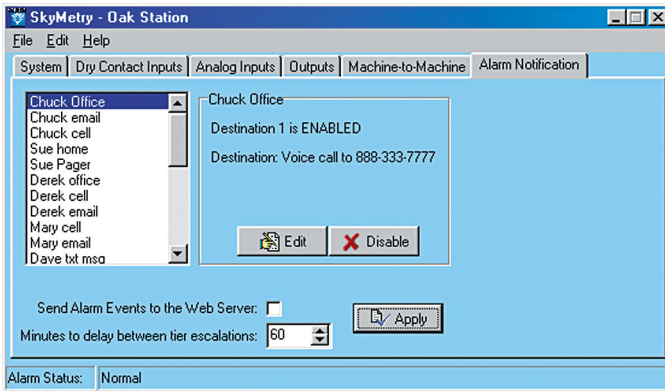 SkyMetry - Oak Station
File Edit Help
System Dry Contact Inputs Analog Inputs Outputs Machine-to-Machine Alarm Notification
Chuck Office
Chuck email
Chuck cell
Sue home
Sue Pager
Derek office
Derek cell
Derek email
Mary cell
Mary email
Dave txt msg
Chuck Office
Destination 1 is ENABLED
Destination: Voice call to 888-333-7777
Edit Disable
Send Alarm Events to the Web Server:
Minutes to delay between tier escalations: 60
Apply
Alarm Status: Normal